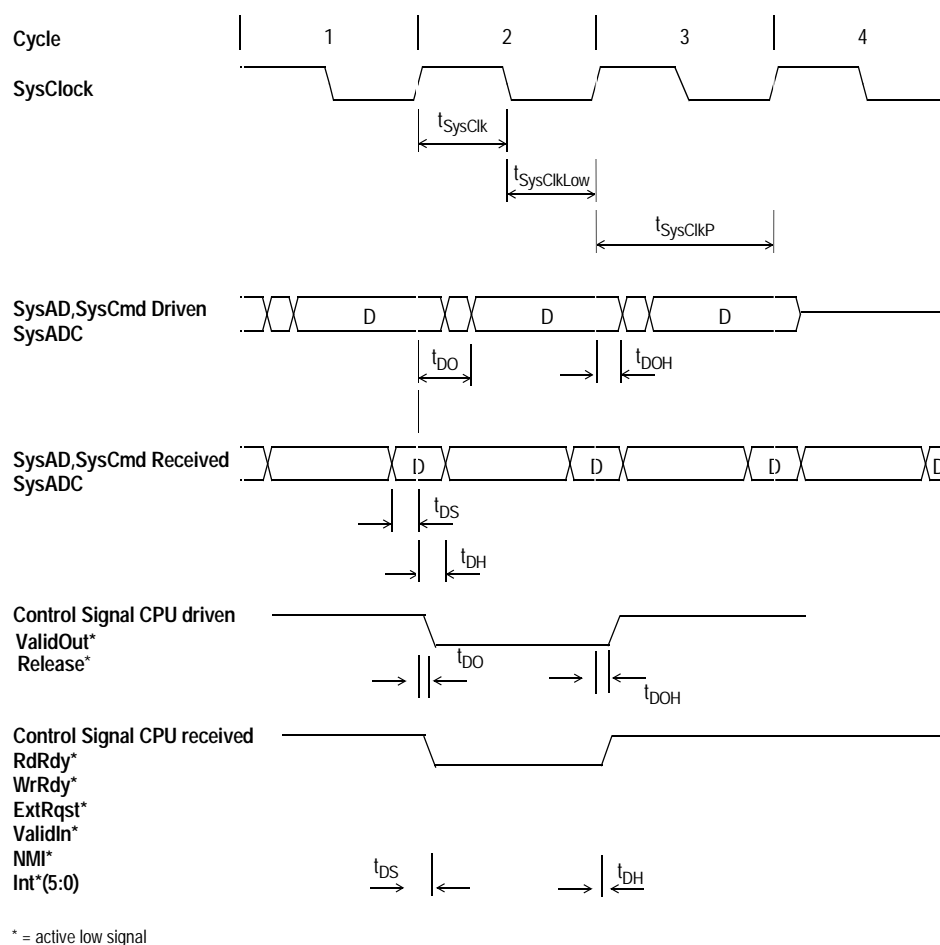 Cycle 1 2 3 4
SysClock
tSysClk
tSysClkLow
tSysClkP
SysAD,SysCmd Driven
SysADC
D D D
tDO tDOH
SysAD,SysCmd Received
SysADC
D D D D
tDS
tDH
Control Signal CPU driven
ValidOut*
Release*
tDO
tDOH
Control Signal CPU received
RdRdy*
WrRdy*
ExtRqst*
ValidIn*
NMI*
Int*(5:0)
tDS tDH
* = active low signal